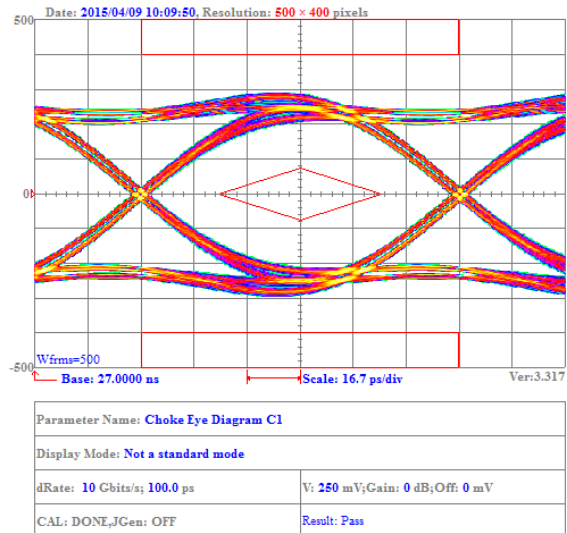 Date: 2015/04/09 10:09:50, Resolution: 500 × 400 pixels
500
0
-500
Wfrms=500
Base: 27.0000 ns
Scale: 16.7 ps/div
Ver:3.317
Parameter Name: Choke Eye Diagram C1
Display Mode: Not a standard mode
dRate: 10 Gbits/s; 100.0 ps
V: 250 mV;Gain: 0 dB;Off: 0 mV
CAL: DONE,JGen: OFF
Result: Pass